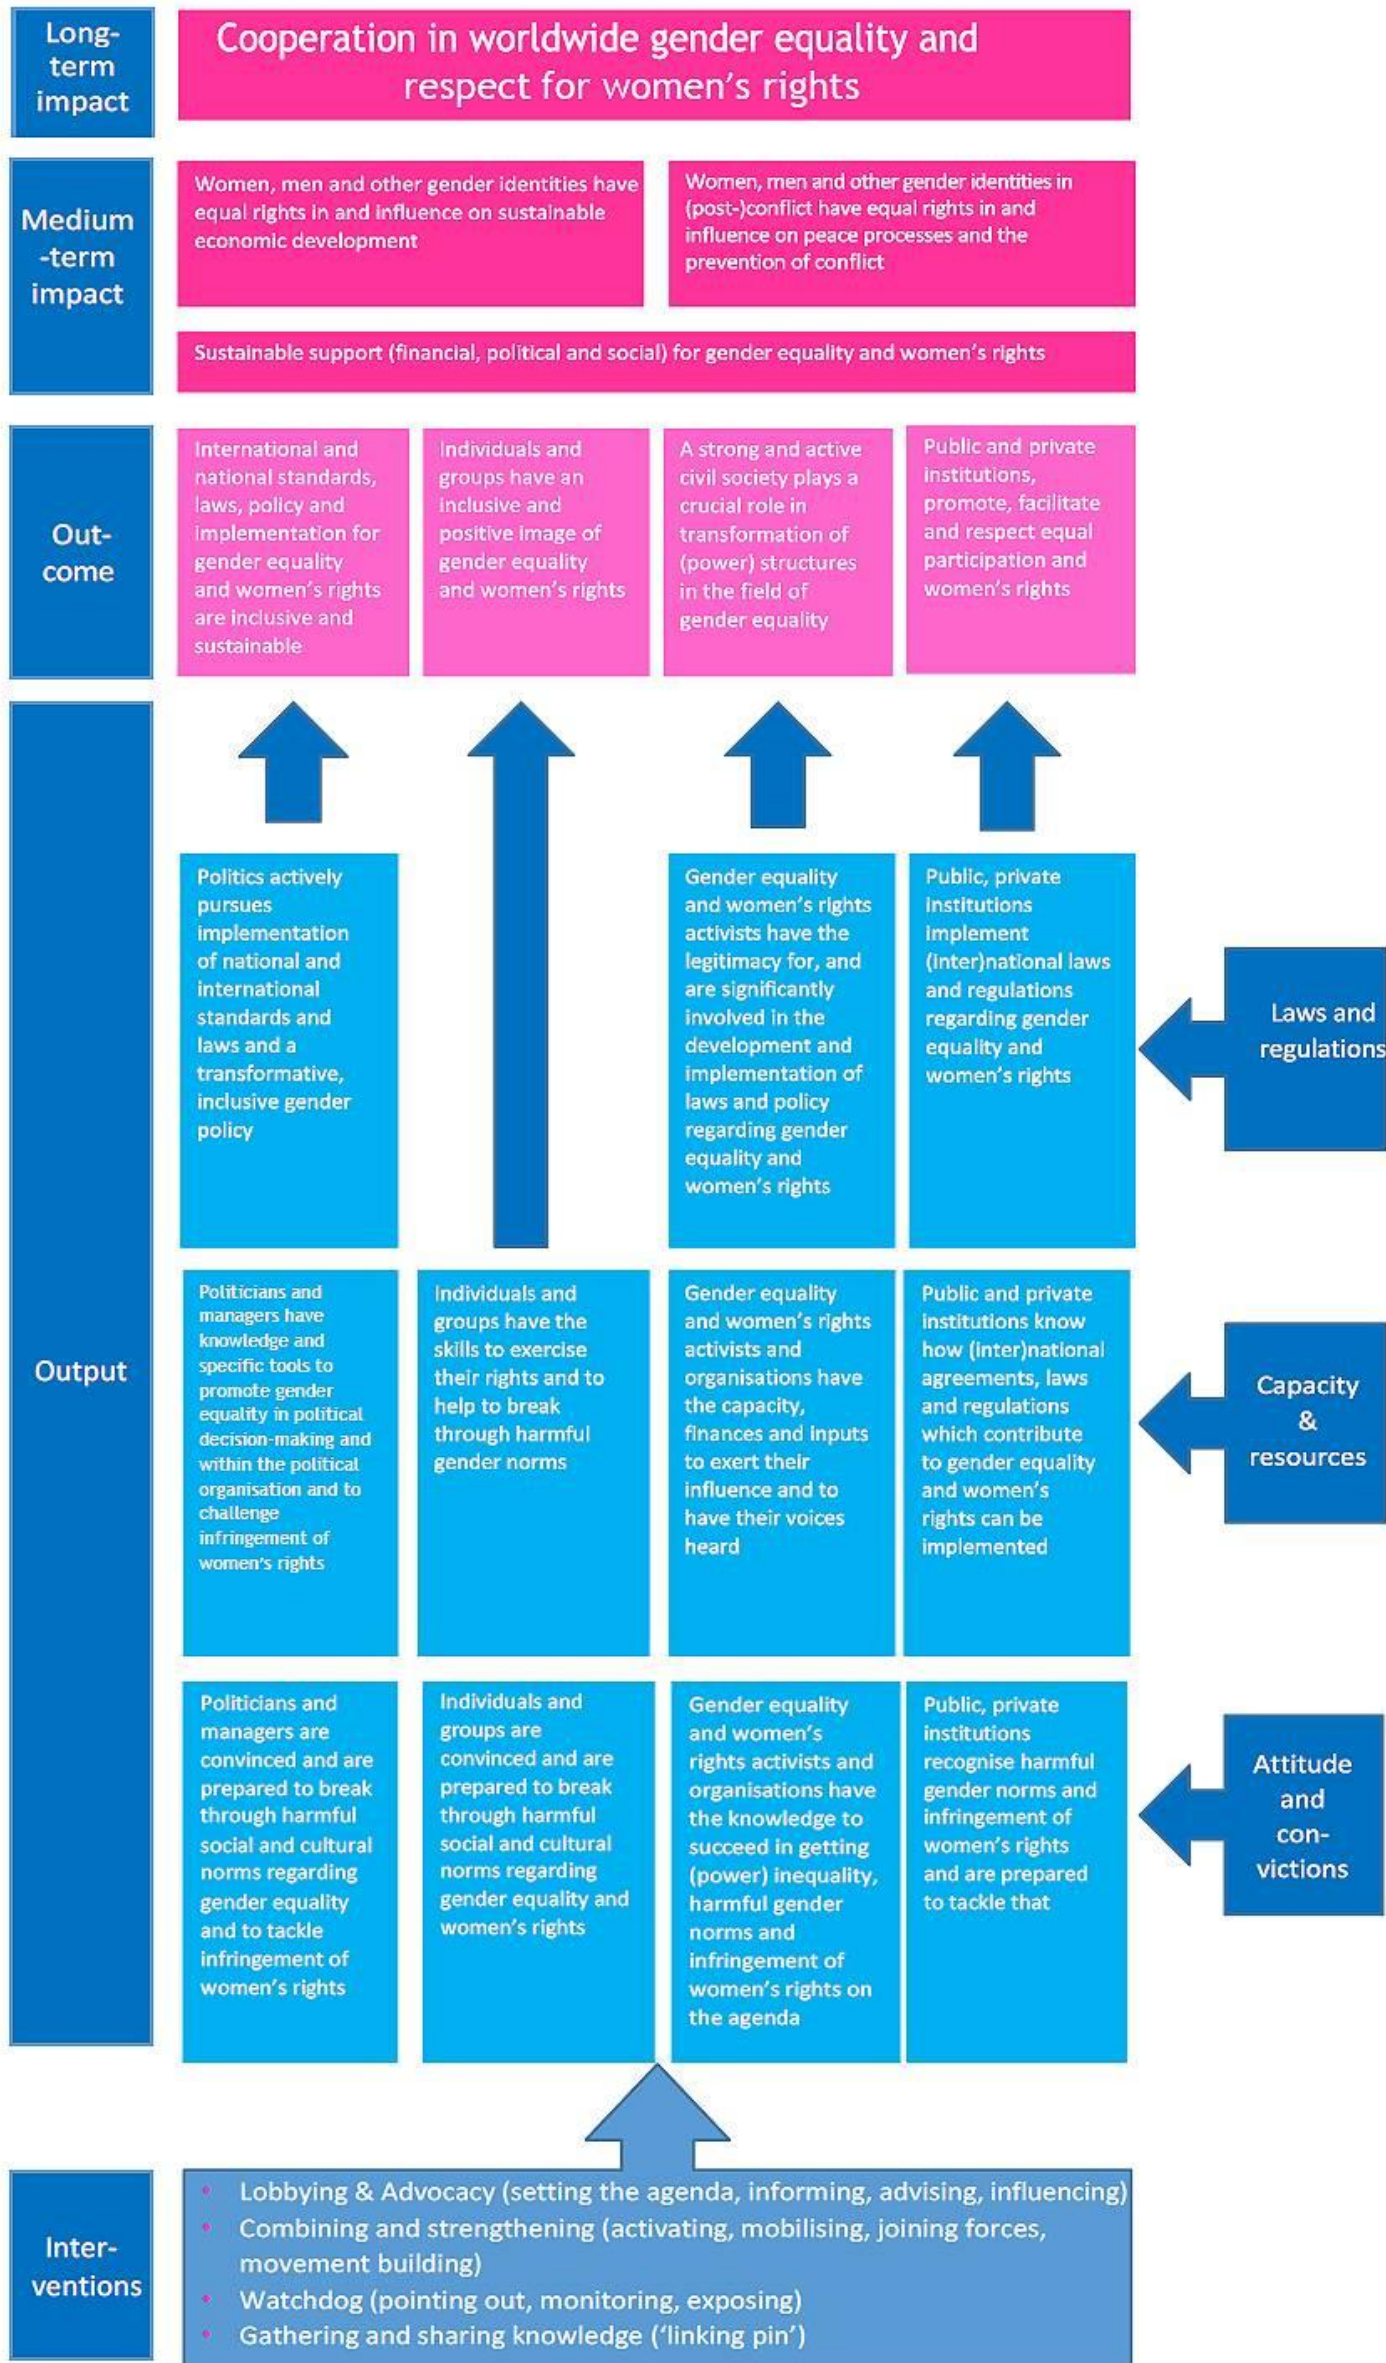 Long-
term
impact
Cooperation in worldwide gender equality and
respect for women's rights
Medium
-term
impact
Women, men and other gender identities have
equal rights in and influence on sustainable
economic development
Women, men and other gender identities in
(post-)conflict have equal rights in and
influence on peace processes and the
prevention of conflict
Sustainable support (financial, political and social) for gender equality and women's rights
Out-
come
International and
national standards,
laws, policy and
implementation for
gender equality
and women's rights
are inclusive and
sustainable
Individuals and
groups have an
inclusive and
positive image of
gender equality
and women's rights
A strong and active
civil society plays a
crucial role in
transformation of
(power) structures
in the field of
gender equality
Public and private
institutions,
promote, facilitate
and respect equal
participation and
women's rights
Output
Politics actively
pursues
implementation
of national and
international
standards and
laws and a
transformative,
inclusive gender
policy
Gender equality
and women's rights
activists have the
legitimacy for, and
are significantly
involved in the
development and
implementation of
laws and policy
regarding gender
equality and
women's rights
Public, private
institutions
implement
(inter)national laws
and regulations
regarding gender
equality and
women's rights
Laws and
regulations
Politicians and
managers have
knowledge and
specific tools to
promote gender
equality in political
decision-making and
within the political
organisation and to
challenge
infringement of
women's rights
Individuals and
groups have the
skills to exercise
their rights and to
help to break
through harmful
gender norms
Gender equality
and women's rights
activists and
organisations have
the capacity,
finances and inputs
to exert their
influence and to
have their voices
heard
Public and private
institutions know
how (inter)national
agreements, laws
and regulations
which contribute
to gender equality
and women's
rights can be
implemented
Capacity
&
resources
Politicians and
managers are
convinced and are
prepared to break
through harmful
social and cultural
norms regarding
gender equality
and to tackle
infringement of
women's rights
Individuals and
groups are
convinced and are
prepared to break
through harmful
social and cultural
norms regarding
gender equality and
women's rights
Gender equality
and women's
rights activists and
organisations have
the knowledge to
succeed in getting
(power) inequality,
harmful gender
norms and
infringement of
women's rights on
the agenda
Public, private
institutions
recognise harmful
gender norms and
infringement of
women's rights
and are prepared
to tackle that
Attitude
and
con-
victions
Inter-
ventions
• Lobbying & Advocacy (setting the agenda, informing, advising, influencing)
• Combining and strengthening (activating, mobilising, joining forces,
movement building)
• Watchdog (pointing out, monitoring, exposing)
• Gathering and sharing knowledge ('linking pin')